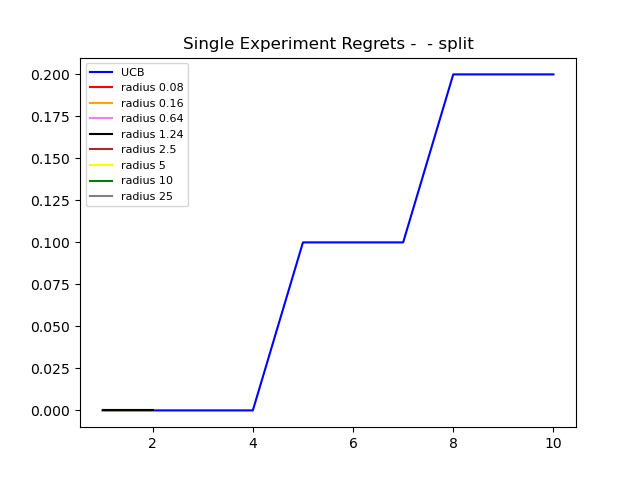 Single Experiment Regrets -  - split
0.200
0.175
0.150
0.125
0.100
0.075
0.050
0.025
0.000
UCB
radius 0.08
radius 0.16
radius 0.64
radius 1.24
radius 2.5
radius 5
radius 10
radius 25
2 4 6 8 10